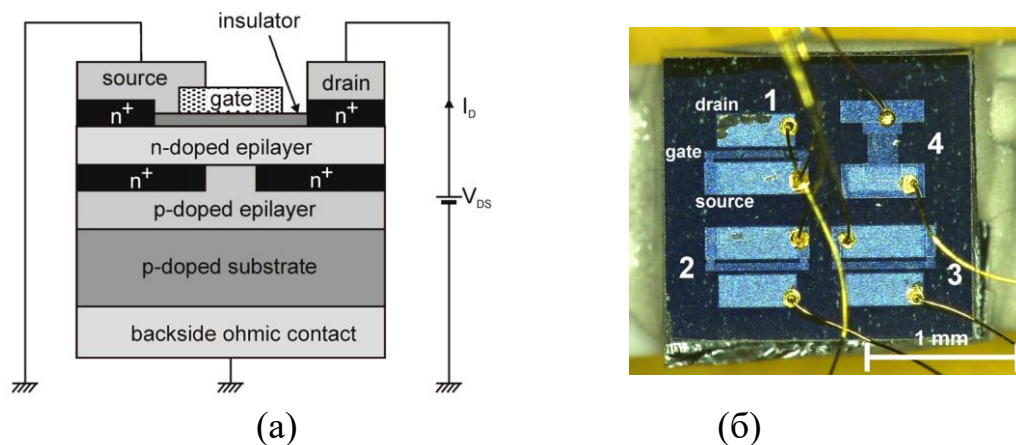 insulator
source
drain
gate
n+
n+
I_D
n-doped epilayer
n+
n+
V_DS
p-doped epilayer
p-doped substrate
backside ohmic contact
drain
1
gate
4
source
2
3
1 mm
(а)
(б)